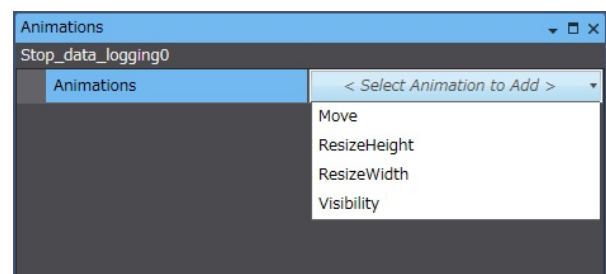 Animations
Stop_data_logging0
Animations < Select Animation to Add >
Move
ResizeHeight
ResizeWidth
Visibility